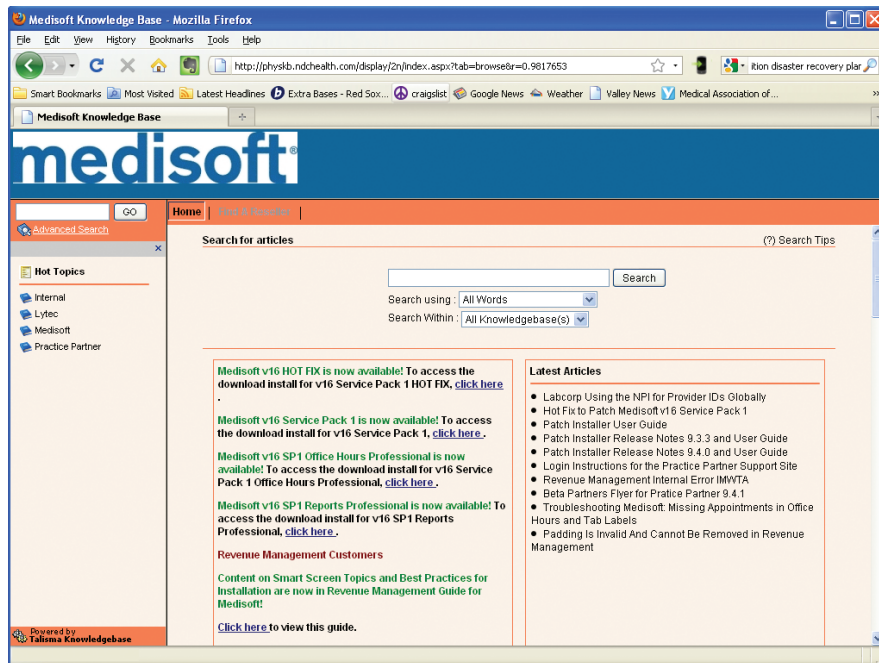 Medisoft Knowledge Base - Mozilla Firefox
File Edit View History Bookmarks Tools Help
http://physkb.ndchealth.com/display/2n/index.aspx?tab=browse&r=0.9817653
ition disaster recovery plar
Smart Bookmarks Most Visited Latest Headlines Extra Bases - Red Sox... craigslist Google News Weather Valley News Medical Association of... »
Medisoft Knowledge Base
medisoft®
GO
Advanced Search
Home
Search for articles
(?) Search Tips
Hot Topics
Internal
Lytec
Medisoft
Practice Partner
Search
Search using : All Words
Search Within : All Knowledgebase(s)
Medisoft v16 HOT FIX is now available! To access the
download install for v16 Service Pack 1 HOT FIX, click here
.
Medisoft v16 Service Pack 1 is now available! To access
the download install for v16 Service Pack 1, click here .
Medisoft v16 SP1 Office Hours Professional is now
available! To access the download install for v16 Service
Pack 1 Office Hours Professional, click here .
Medisoft v16 SP1 Reports Professional is now available! To
access the download install for v16 SP1 Reports
Professional, click here .
Revenue Management Customers
Content on Smart Screen Topics and Best Practices for
Installation are now in Revenue Management Guide for
Medisoft!
Click here to view this guide.
Latest Articles
• Labcorp Using the NPI for Provider IDs Globally
• Hot Fix to Patch Medisoft v16 Service Pack 1
• Patch Installer User Guide
• Patch Installer Release Notes 9.3.3 and User Guide
• Patch Installer Release Notes 9.4.0 and User Guide
• Login Instructions for the Practice Partner Support Site
• Revenue Management Internal Error IMWTA
• Beta Partners Flyer for Pratice Partner 9.4.1
• Troubleshooting Medisoft: Missing Appointments in Office
Hours and Tab Labels
• Padding Is Invalid And Cannot Be Removed in Revenue
Management
Powered by
Talisma Knowledgebase